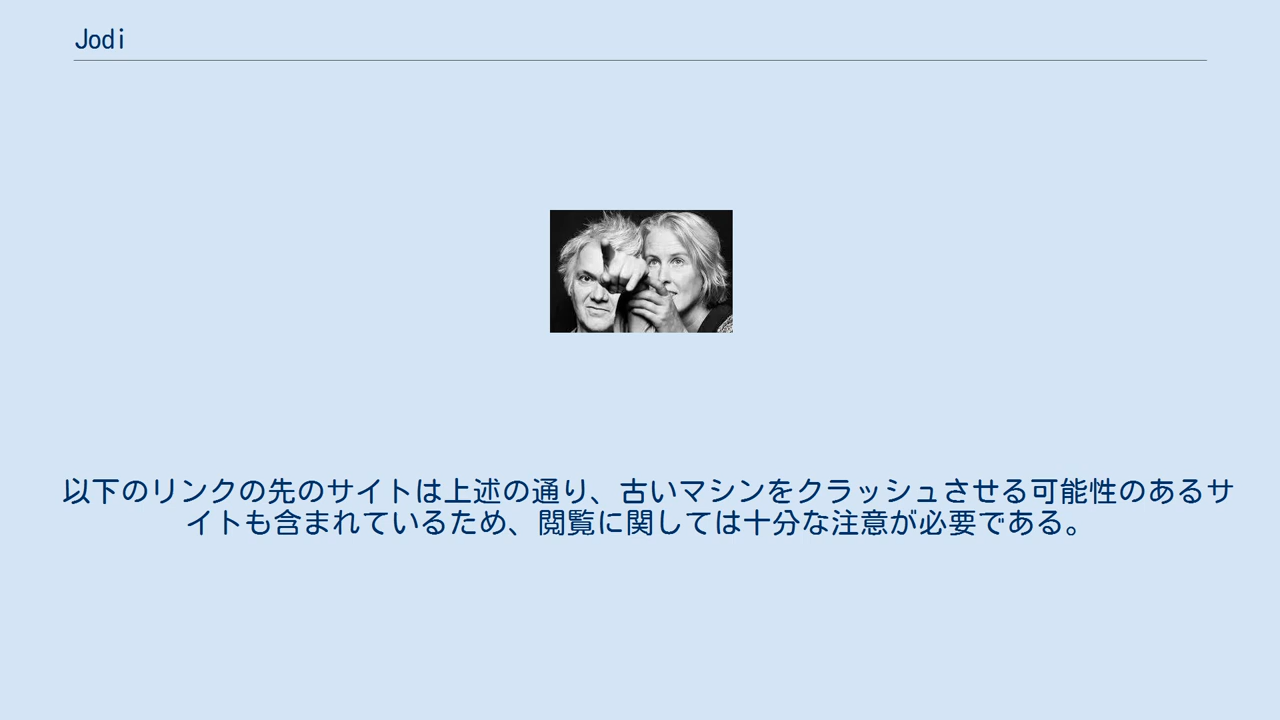 Jodi
以下のリンクの先のサイトは上述の通り、古いマシンをクラッシュさせる可能性のあるサ
イトも含まれているため、閲覧に関しては十分な注意が必要である。